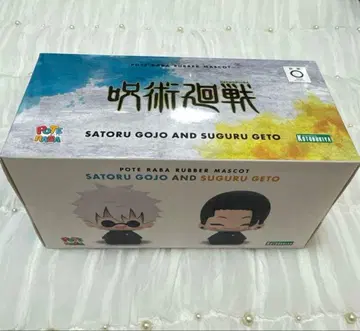 POTE RABA RUBBER MASCOT
呪術廻戦
SATORU GOJO AND SUGURU GETO
POTE RABA
KOTOBUKIYA
POTE RABA RUBBER MASCOT
SATORU GOJO AND SUGURU GETO
POTE RABA
KOTOBUKIYA